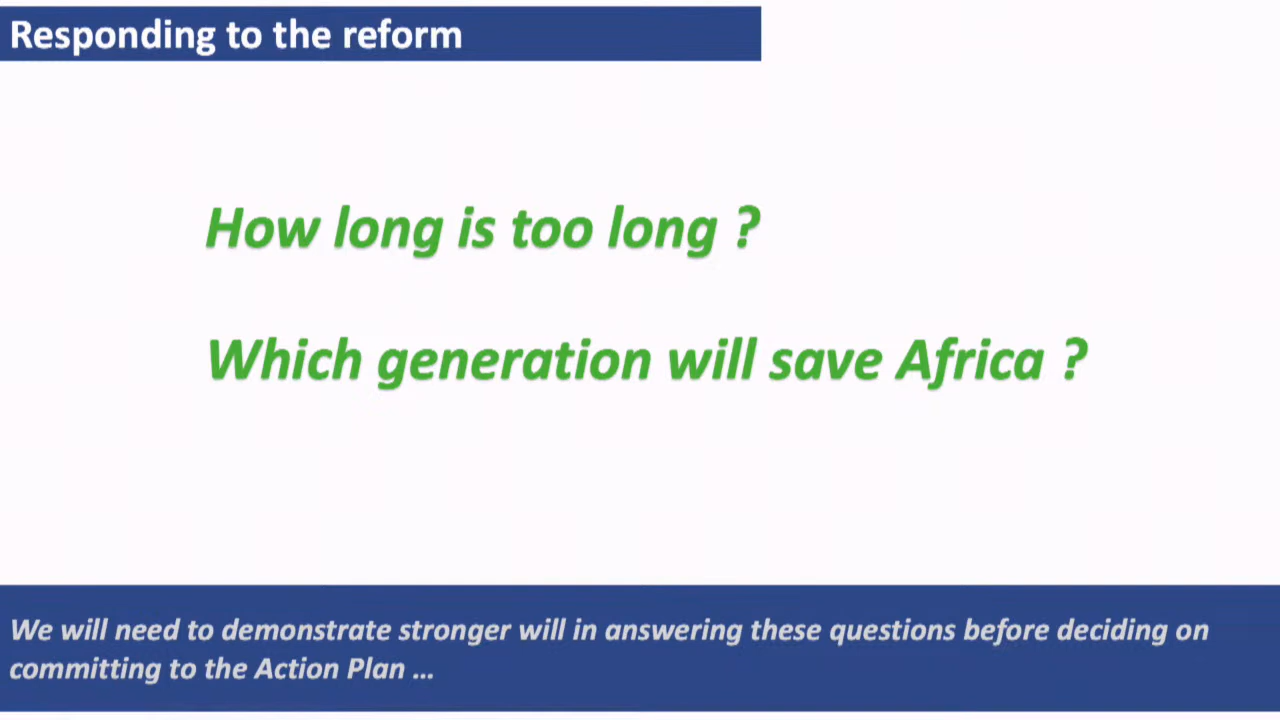 Responding to the reform
How long is too long ?
Which generation will save Africa ?
We will need to demonstrate stronger will in answering these questions before deciding on
committing to the Action Plan ...